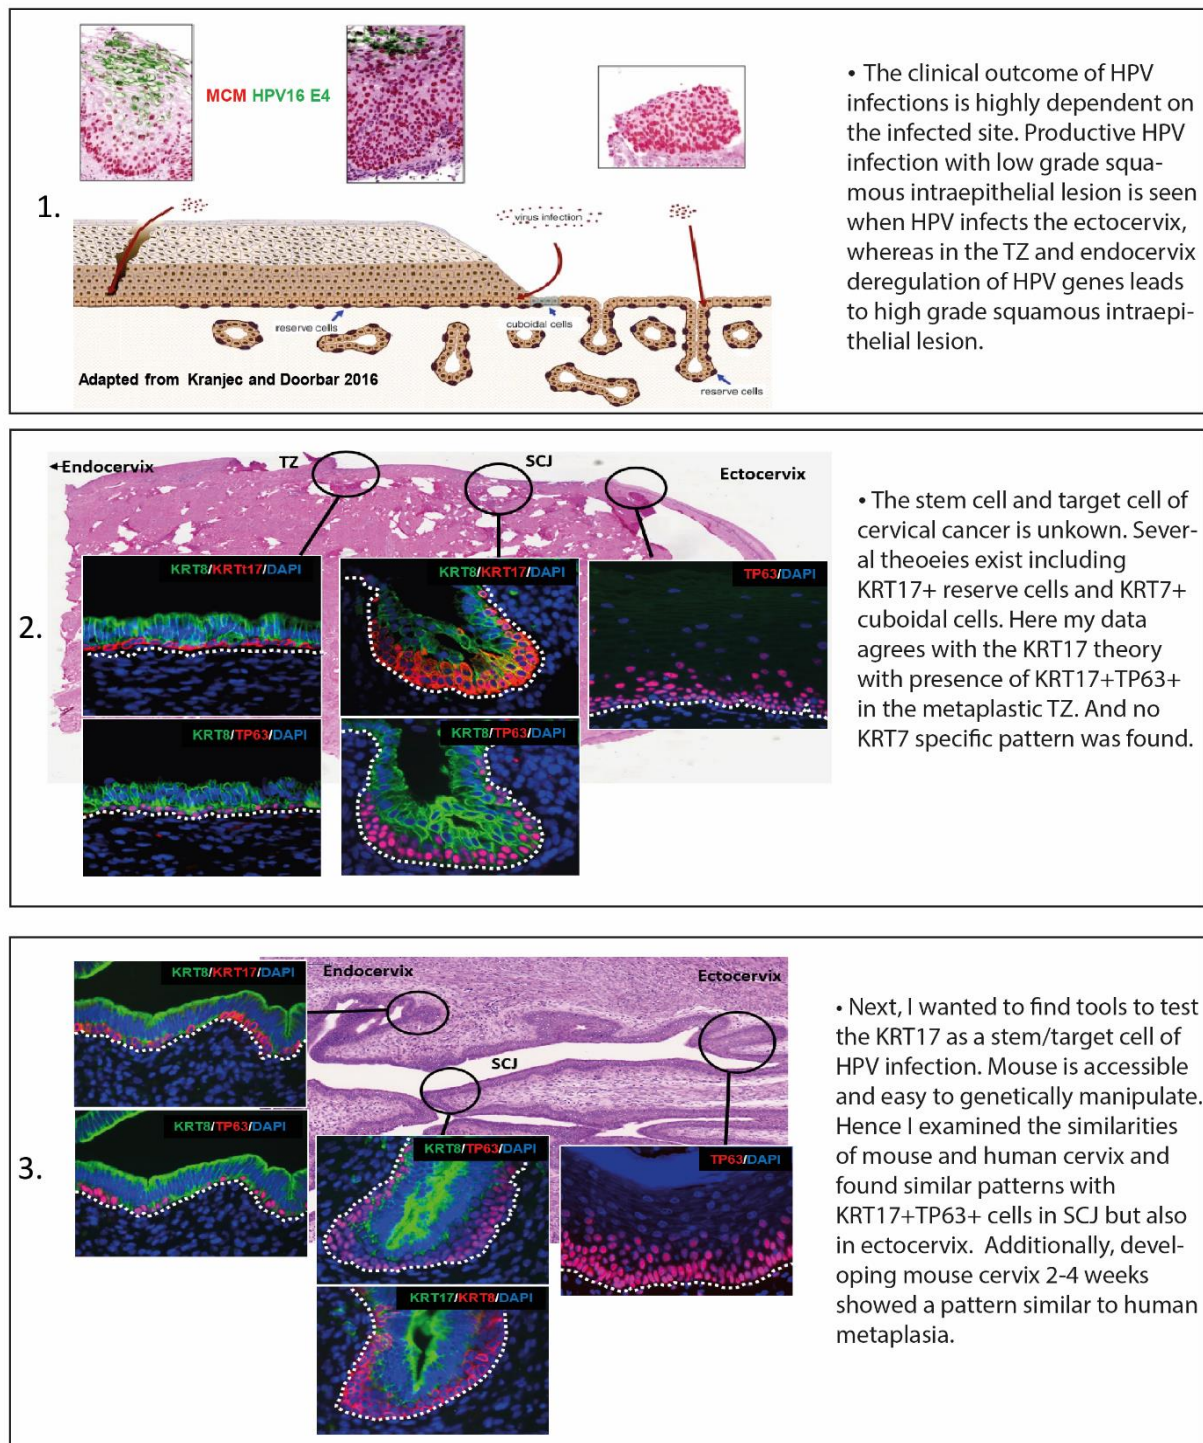 MCM HPV16 E4
1.
virus infection
reserve cells
cuboidal cells
reserve cells
Adapted from Kranjec and Doorbar 2016
• The clinical outcome of HPV
infections is highly dependent on
the infected site. Productive HPV
infection with low grade squa-
mous intraepithelial lesion is seen
when HPV infects the ectocervix,
whereas in the TZ and endocervix
deregulation of HPV genes leads
to high grade squamous intraepi-
thelial lesion.
2.
Endocervix
TZ
SCJ
Ectocervix
KRT8/KRTt17/DAPI
KRT8/KRT17/DAPI
TP63/DAPI
KRT8/TP63/DAPI
KRT8/TP63/DAPI
• The stem cell and target cell of
cervical cancer is unkown. Sever-
al theoeies exist including
KRT17+ reserve cells and KRT7+
cuboidal cells. Here my data
agrees with the KRT17 theory
with presence of KRT17+TP63+
in the metaplastic TZ. And no
KRT7 specific pattern was found.
3.
KRT8/KRT17/DAPI
Endocervix
Ectocervix
SCJ
KRT8/TP63/DAPI
KRT8/TP63/DAPI
TP63/DAPI
KRT17/KRT8/DAPI
• Next, I wanted to find tools to test
the KRT17 as a stem/target cell of
HPV infection. Mouse is accessible
and easy to genetically manipulate.
Hence I examined the similarities
of mouse and human cervix and
found similar patterns with
KRT17+TP63+ cells in SCJ but also
in ectocervix. Additionally, devel-
oping mouse cervix 2-4 weeks
showed a pattern similar to human
metaplasia.